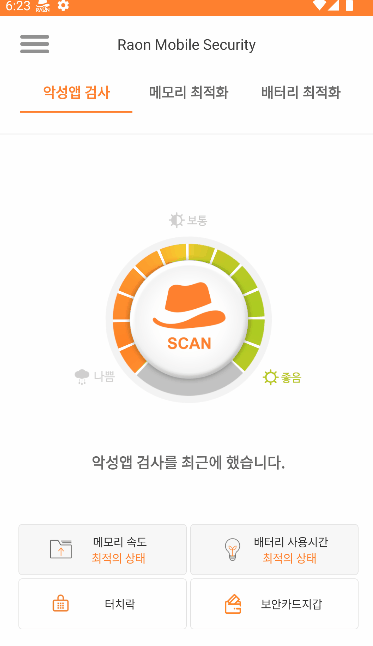 6:23
Raon Mobile Security
악성앱 검사
메모리 최적화
배터리 최적화
보통
SCAN
나쁨
좋음
악성앱 검사를 최근에 했습니다.
메모리 속도
최적의 상태
배터리 사용시간
최적의 상태
터치락
보안카드지갑